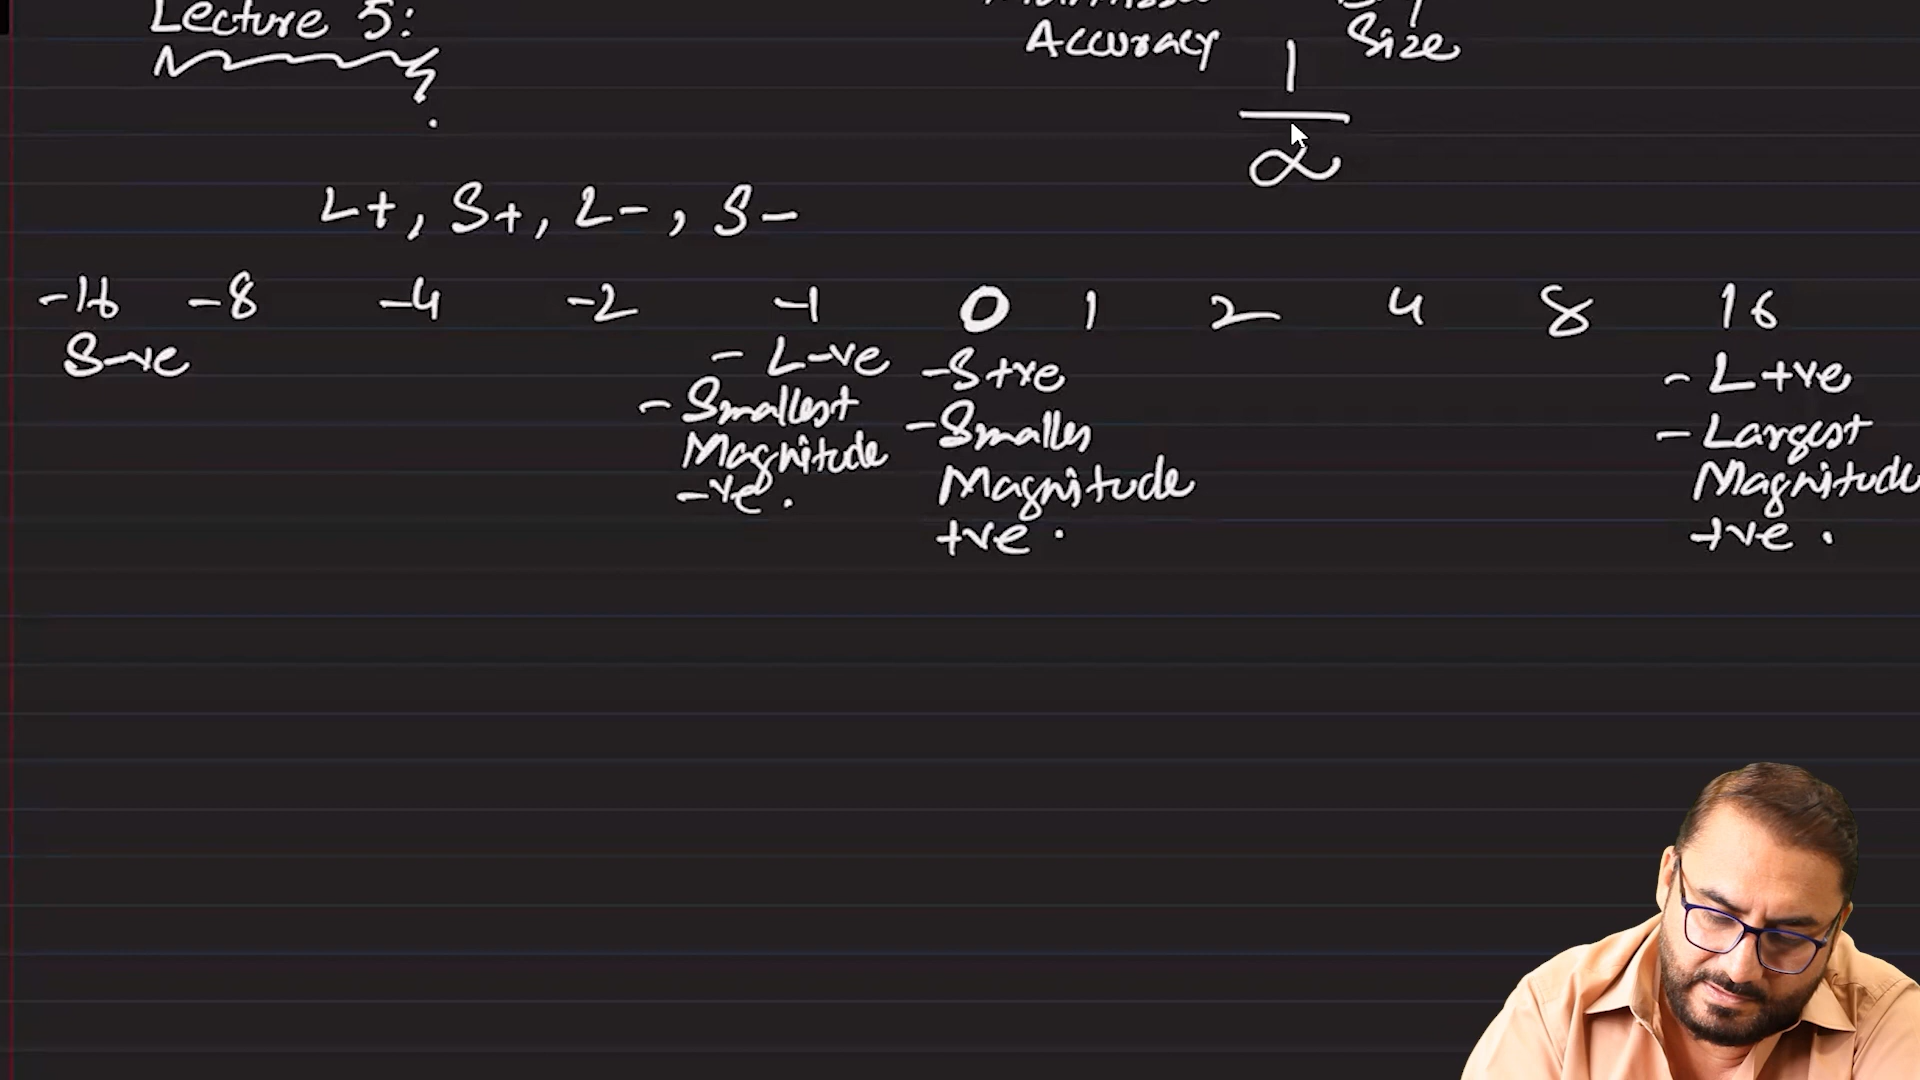 Lecture 5:
Accuracy Size
1
∝
L+, S+, L-, S-
-16 -8 -4 -2 -1 0 1 2 4 8 16
S-ve
- L-ve
- Smallest
Magnitude
-ve.
-S+ve
-Smalles
Magnitude
+ve.
- L+ve
- Largest
Magnitude
+ve.